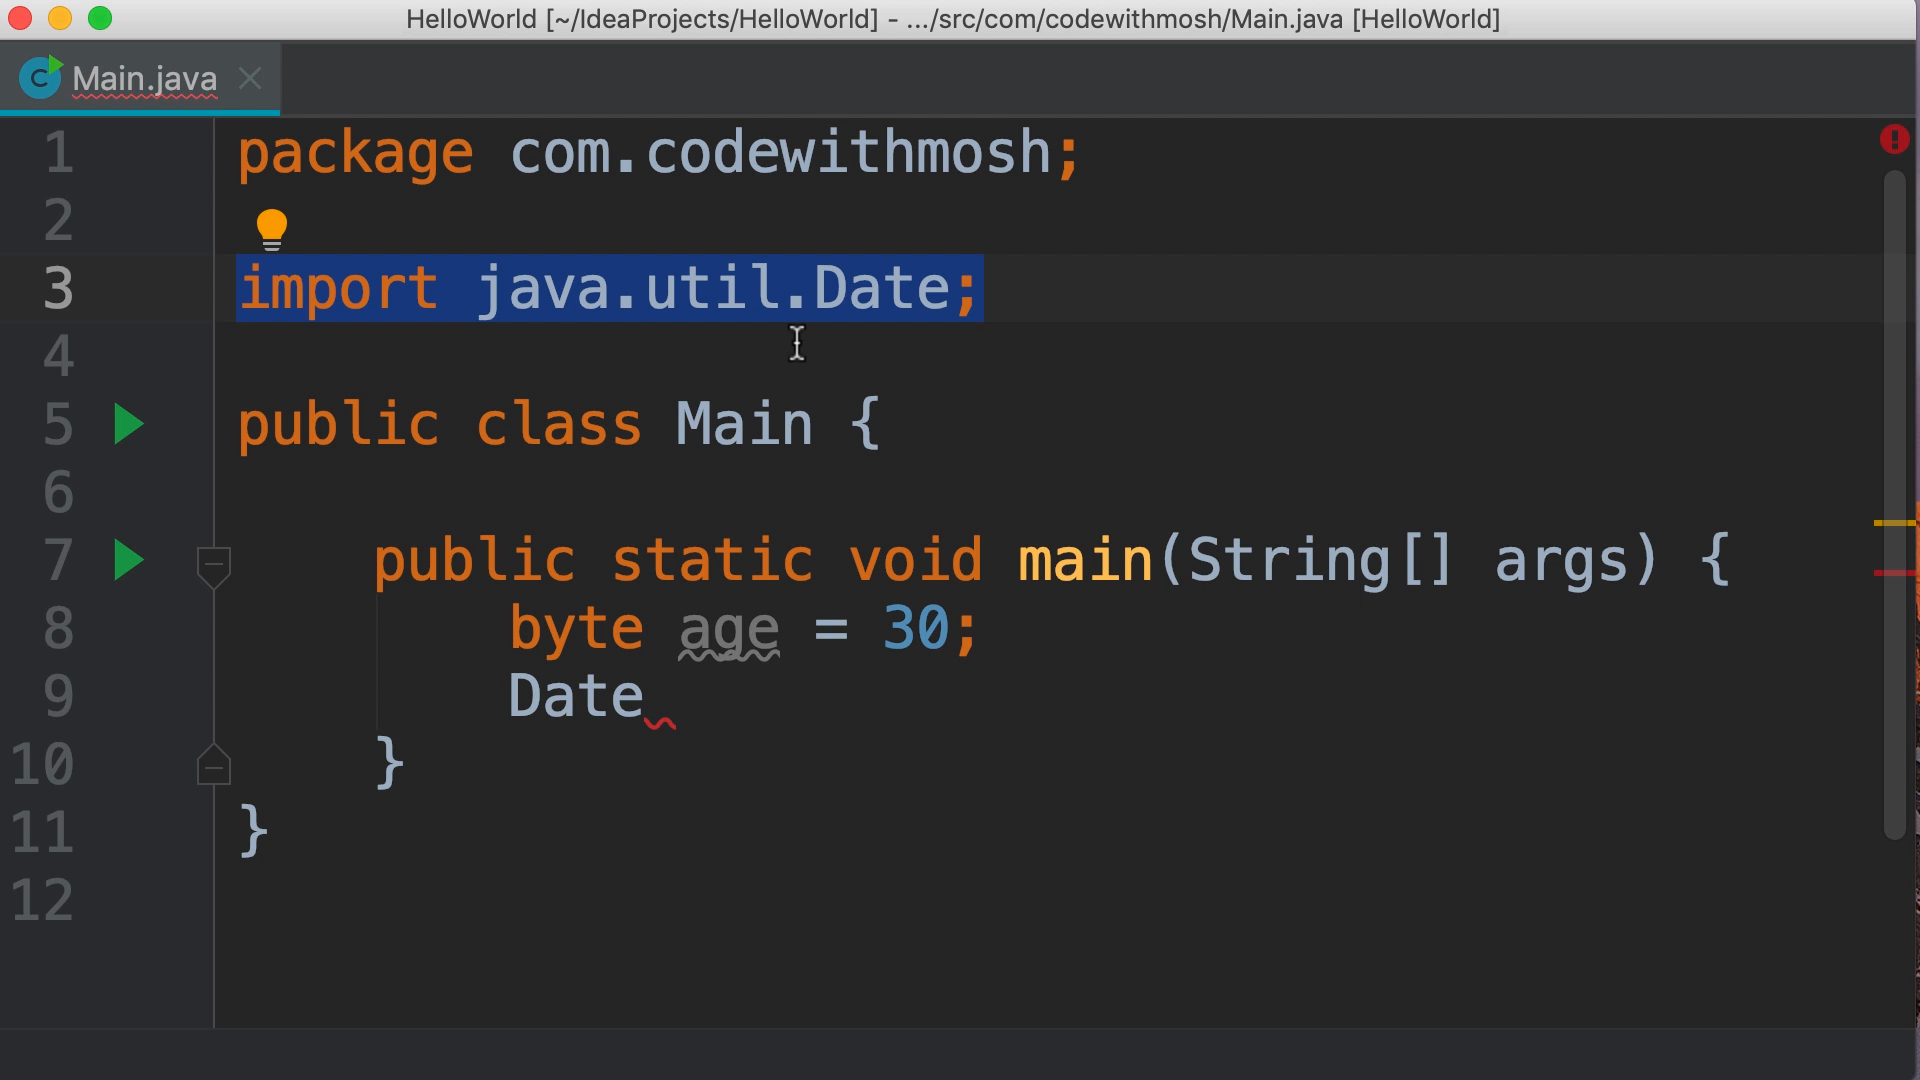 HelloWorld [~/IdeaProjects/HelloWorld] - .../src/com/codewithmosh/Main.java [HelloWorld]
Main.java
1 package com.codewithmosh;
2
3 import java.util.Date;
4
5 public class Main {
6
7 public static void main(String[] args) {
8 byte age = 30;
9 Date
10 }
11 }
12